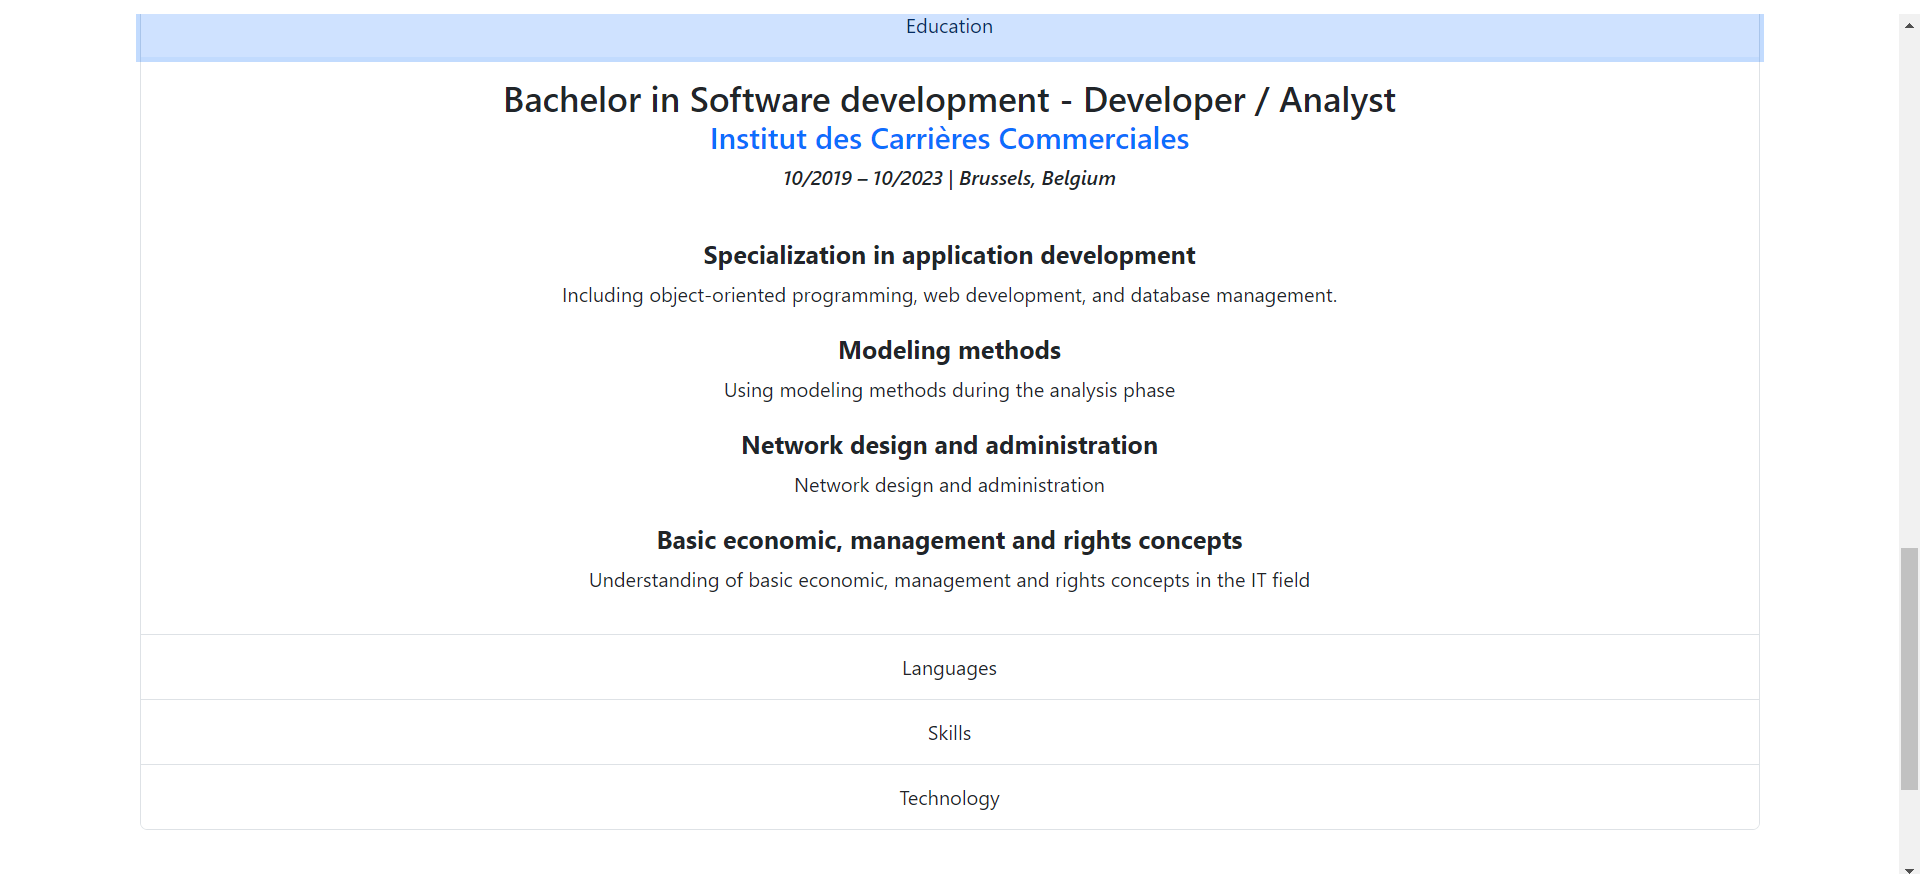 Education
Bachelor in Software development - Developer / Analyst
Institut des Carrières Commerciales
10/2019 – 10/2023 | Brussels, Belgium
Specialization in application development
Including object-oriented programming, web development, and database management.
Modeling methods
Using modeling methods during the analysis phase
Network design and administration
Network design and administration
Basic economic, management and rights concepts
Understanding of basic economic, management and rights concepts in the IT field
Languages
Skills
Technology